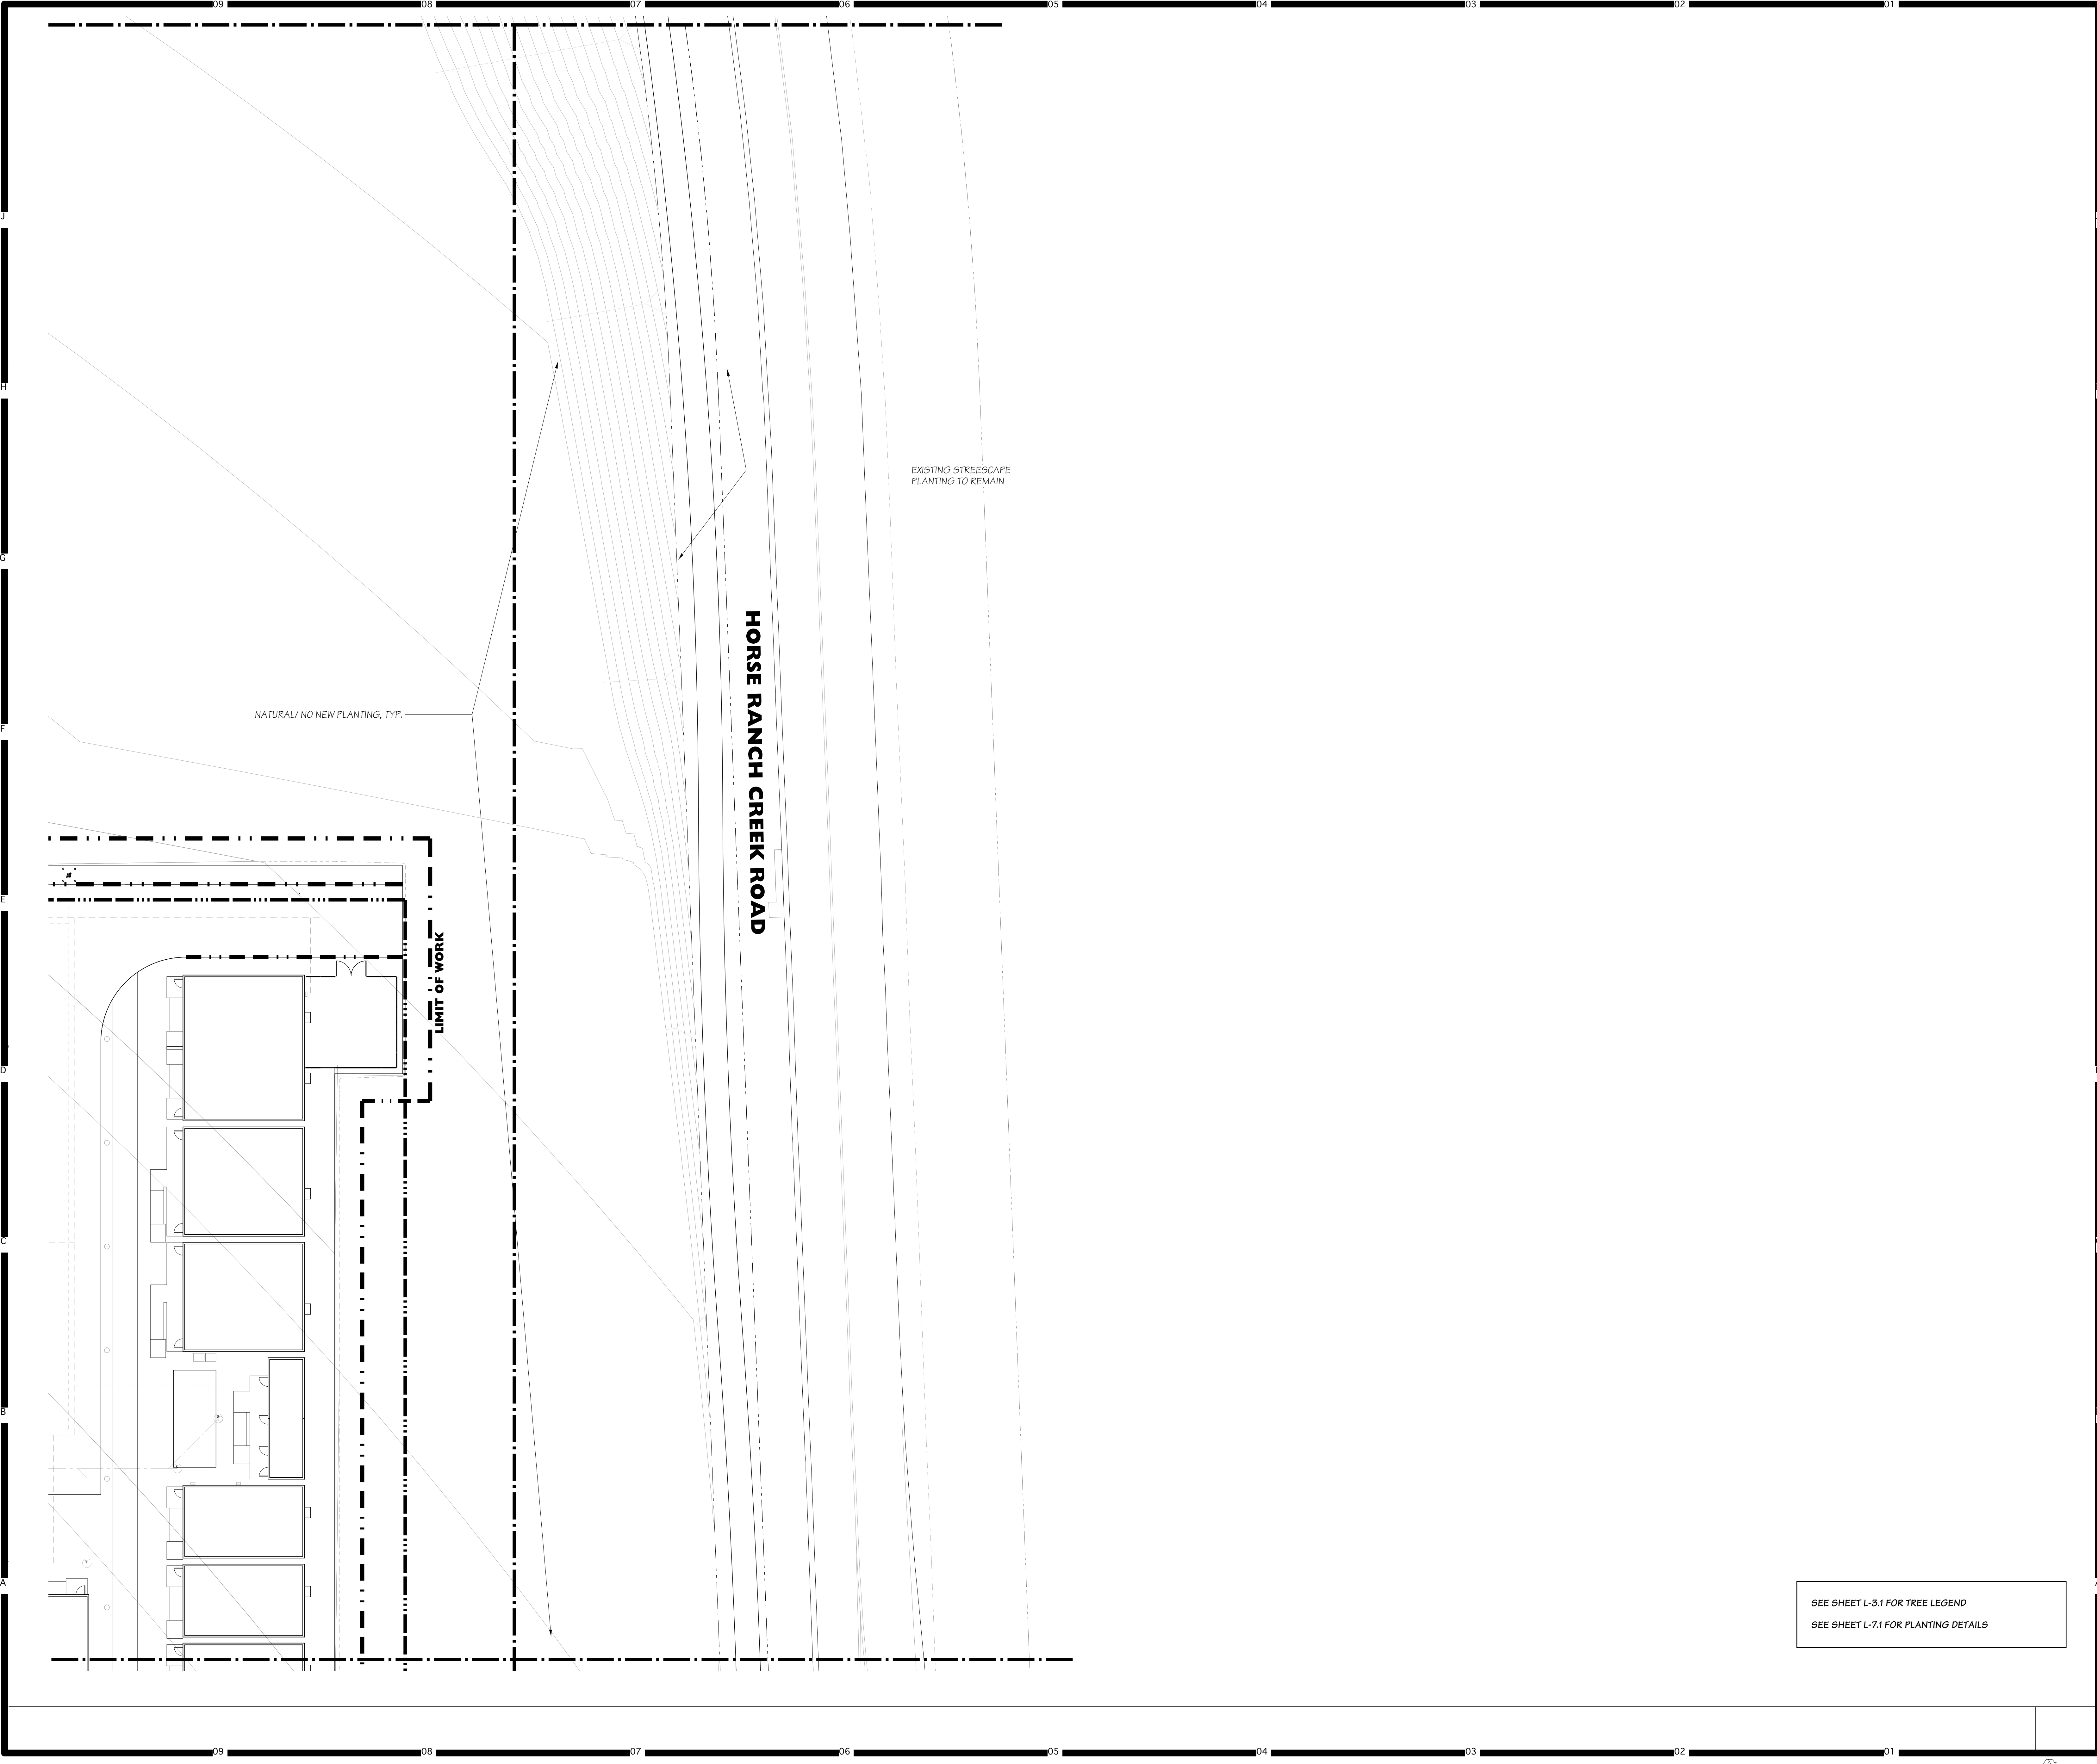 09 08 07 06 05 04 03 02 01
J
H
EXISTING STREESCAPE
PLANTING TO REMAIN
G
HORSE RANCH CREEK ROAD
NATURAL/ NO NEW PLANTING, TYP.
F
E
LIMIT OF WORK
D
C
B
A
SEE SHEET L-3.1 FOR TREE LEGEND
SEE SHEET L-7.1 FOR PLANTING DETAILS
09 08 07 06 05 04 03 02 01